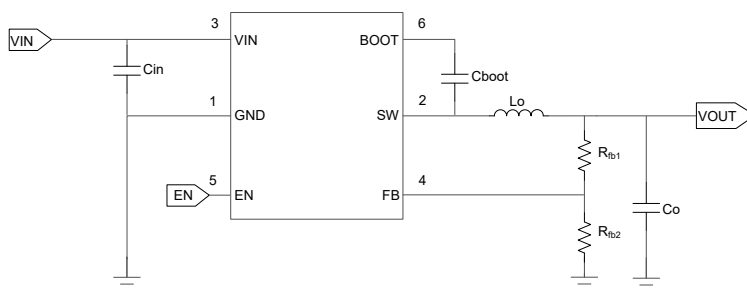 3
6
VIN
VIN
BOOT
Cin
Cboot
1
2
Lo
GND
SW
VOUT
Rfb1
5
4
EN
EN
FB
Rfb2
Co